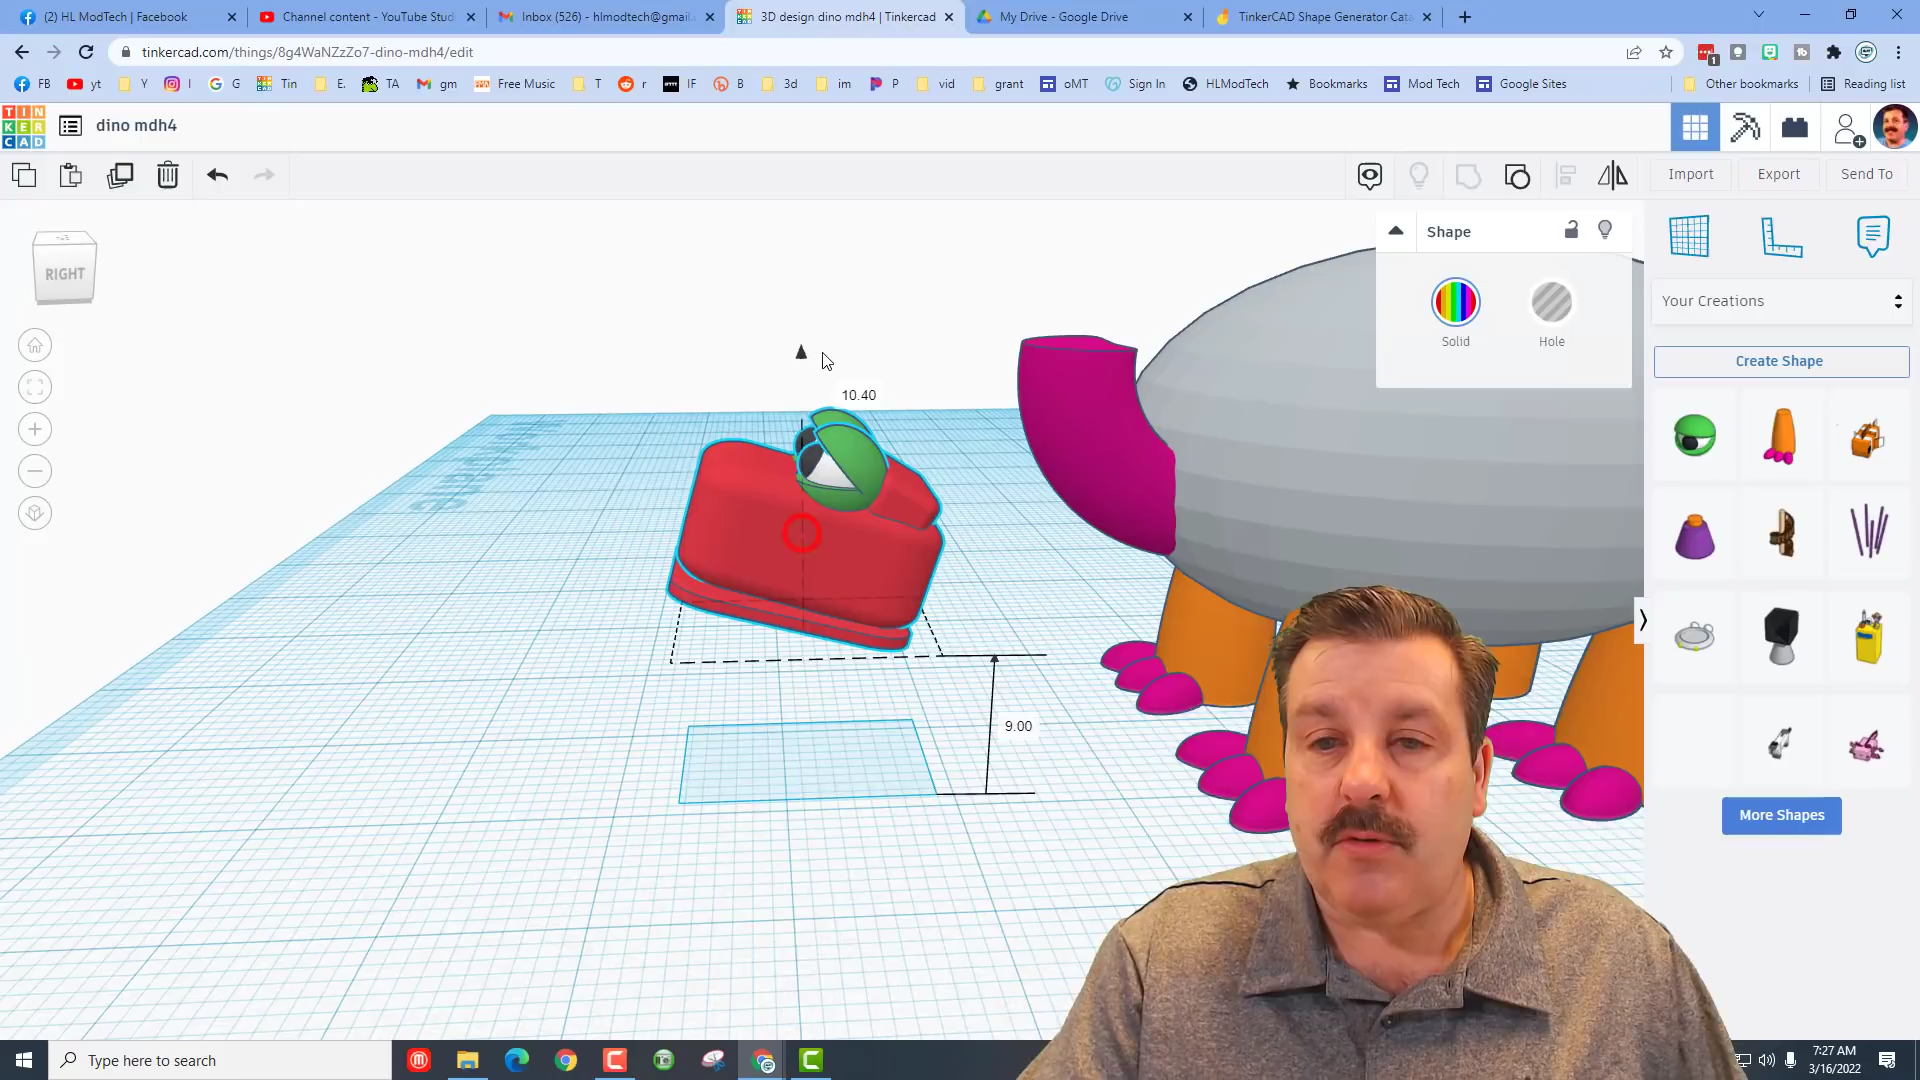 (2) HL ModTech | Facebook
Channel content - YouTube Stud
Inbox (526) - hlmodtech@gmail.
3D design dino mdh4 | Tinkercad
My Drive - Google Drive
TinkerCAD Shape Generator Cata
tinkercad.com/things/8g4WaNZzZo7-dino-mdh4/edit
FB
yt
Y
I
G
Tin
E.
TA
gm
Free Music
T
r
IF
B
3d
im
P
vid
grant
oMT
Sign In
HLModTech
Bookmarks
Mod Tech
Google Sites
Other bookmarks
Reading list
TIN
KER
CAD
dino mdh4
Import
Export
Send To
RIGHT
Shape
Solid
Hole
Your Creations
Create Shape
More Shapes
10.40
9.00
Type here to search
7:27 AM
3/16/2022